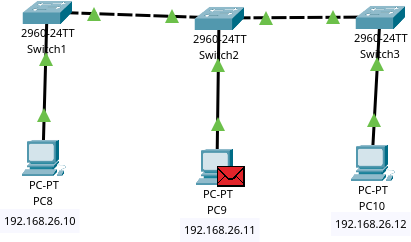 2960-24TT
Switch1
2960-24TT
Switch2
2960-24TT
Switch3
PC-PT
PC8
192.168.26.10
PC-PT
PC9
192.168.26.11
PC-PT
PC10
192.168.26.12